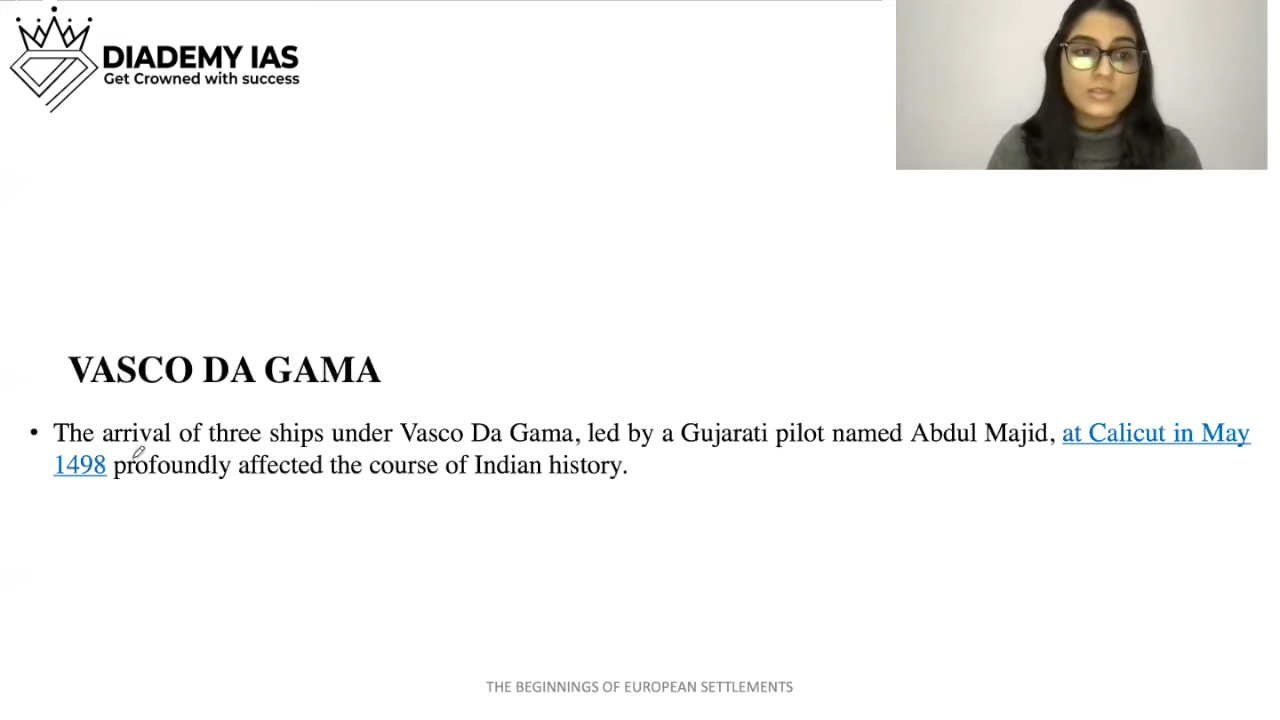 DIADEMY IAS
Get Crowned with success
VASCO DA GAMA
• The arrival of three ships under Vasco Da Gama, led by a Gujarati pilot named Abdul Majid, at Calicut in May
1498 profoundly affected the course of Indian history.
THE BEGINNINGS OF EUROPEAN SETTLEMENTS